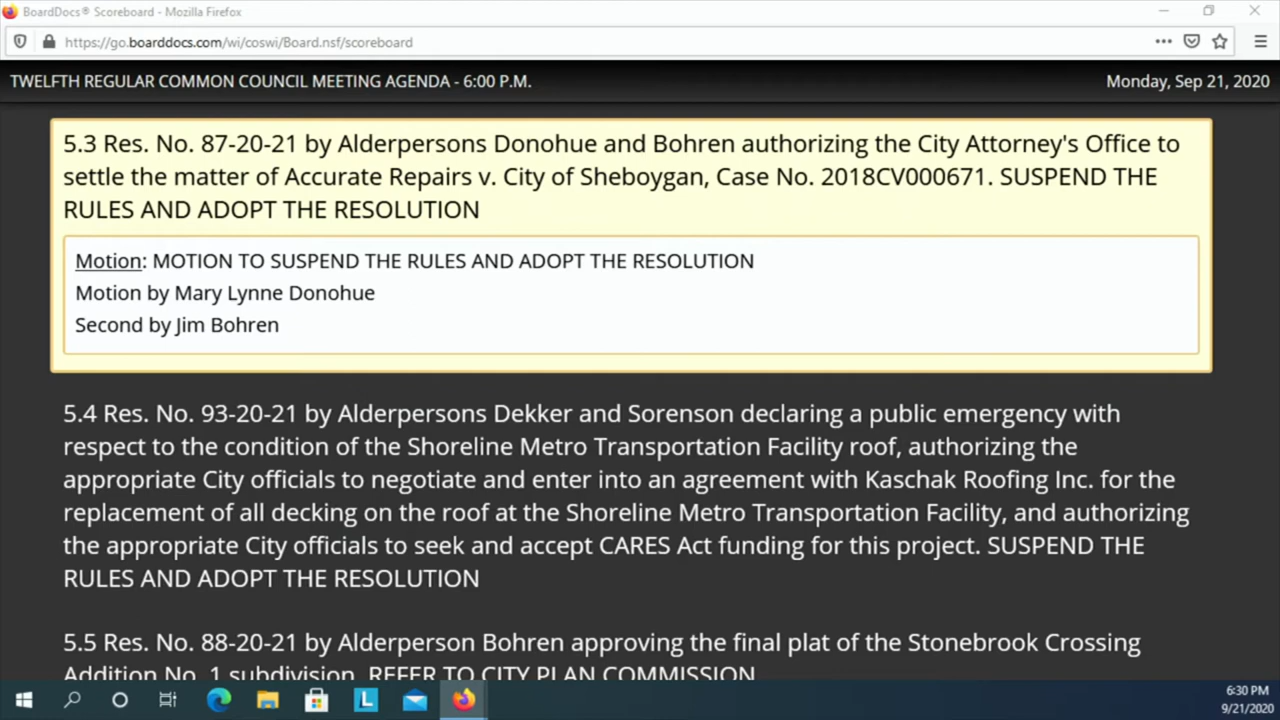 BoardDocs® Scoreboard - Mozilla Firefox
https://go.boarddocs.com/wi/coswi/Board.nsf/scoreboard
TWELFTH REGULAR COMMON COUNCIL MEETING AGENDA - 6:00 P.M. Monday, Sep 21, 2020
5.3 Res. No. 87-20-21 by Alderpersons Donohue and Bohren authorizing the City Attorney's Office to
settle the matter of Accurate Repairs v. City of Sheboygan, Case No. 2018CV000671. SUSPEND THE
RULES AND ADOPT THE RESOLUTION
Motion: MOTION TO SUSPEND THE RULES AND ADOPT THE RESOLUTION
Motion by Mary Lynne Donohue
Second by Jim Bohren
5.4 Res. No. 93-20-21 by Alderpersons Dekker and Sorenson declaring a public emergency with
respect to the condition of the Shoreline Metro Transportation Facility roof, authorizing the
appropriate City officials to negotiate and enter into an agreement with Kaschak Roofing Inc. for the
replacement of all decking on the roof at the Shoreline Metro Transportation Facility, and authorizing
the appropriate City officials to seek and accept CARES Act funding for this project. SUSPEND THE
RULES AND ADOPT THE RESOLUTION
5.5 Res. No. 88-20-21 by Alderperson Bohren approving the final plat of the Stonebrook Crossing
Addition No. 1 subdivision. REFER TO CITY PLAN COMMISSION
L
6:30 PM
9/21/2020